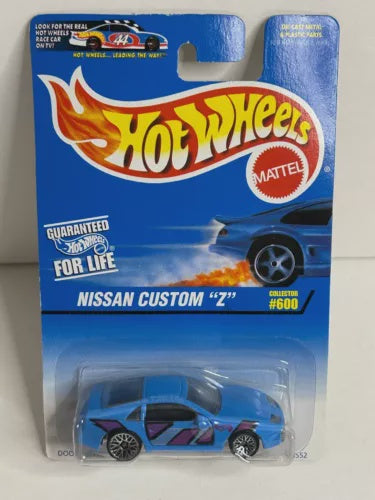 LOOK FOR THE REAL
HOT WHEELS
RACE CAR
ON TV!
44
HOT WHEELS... LEADING THE WAY!
DIE-CAST METAL
& PLASTIC PARTS
HOT WHEELS
MATTEL
®
GUARANTEED
Hot Wheels
FOR LIFE
NISSAN CUSTOM "Z"
COLLECTOR
#600